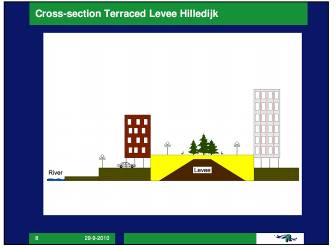 Cross-section Terraced Levee Hilledijk
River
Levee
8 29-9-2010